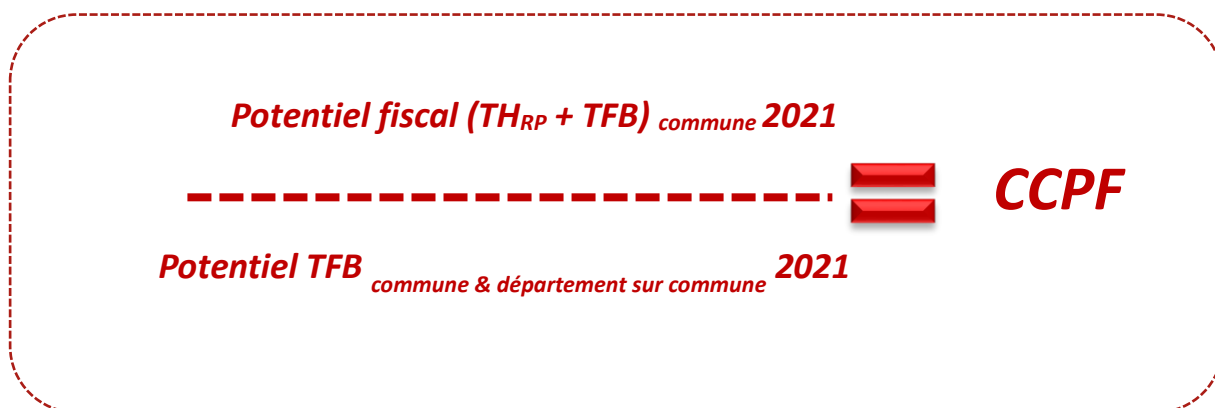 Potentiel fiscal (THRP + TFB) commune 2021
= CCPF
Potentiel TFB commune & département sur commune 2021